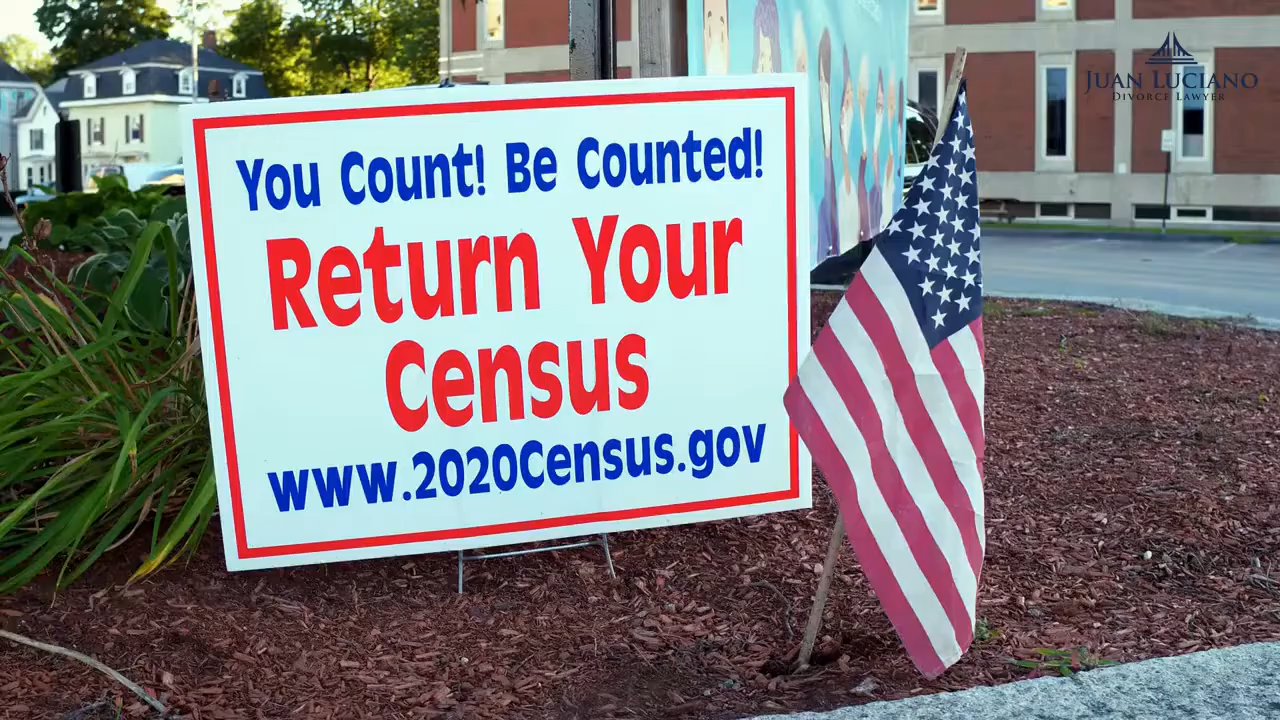 You Count! Be Counted!
Return Your
Census
www.2020Census.gov
JUAN LUCIANO
DIVORCE LAWYER